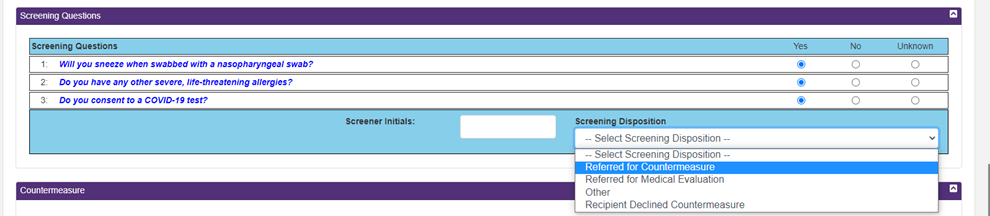 Screening Questions
Screening Questions Yes No Unknown
1: Will you sneeze when swabbed with a nasopharyngeal swab?
2: Do you have any other severe, life-threatening allergies?
3: Do you consent to a COVID-19 test?
Screener Initials: Screening Disposition
-- Select Screening Disposition --
-- Select Screening Disposition --
Referred for Countermeasure
Referred for Medical Evaluation
Other
Recipient Declined Countermeasure
Countermeasure